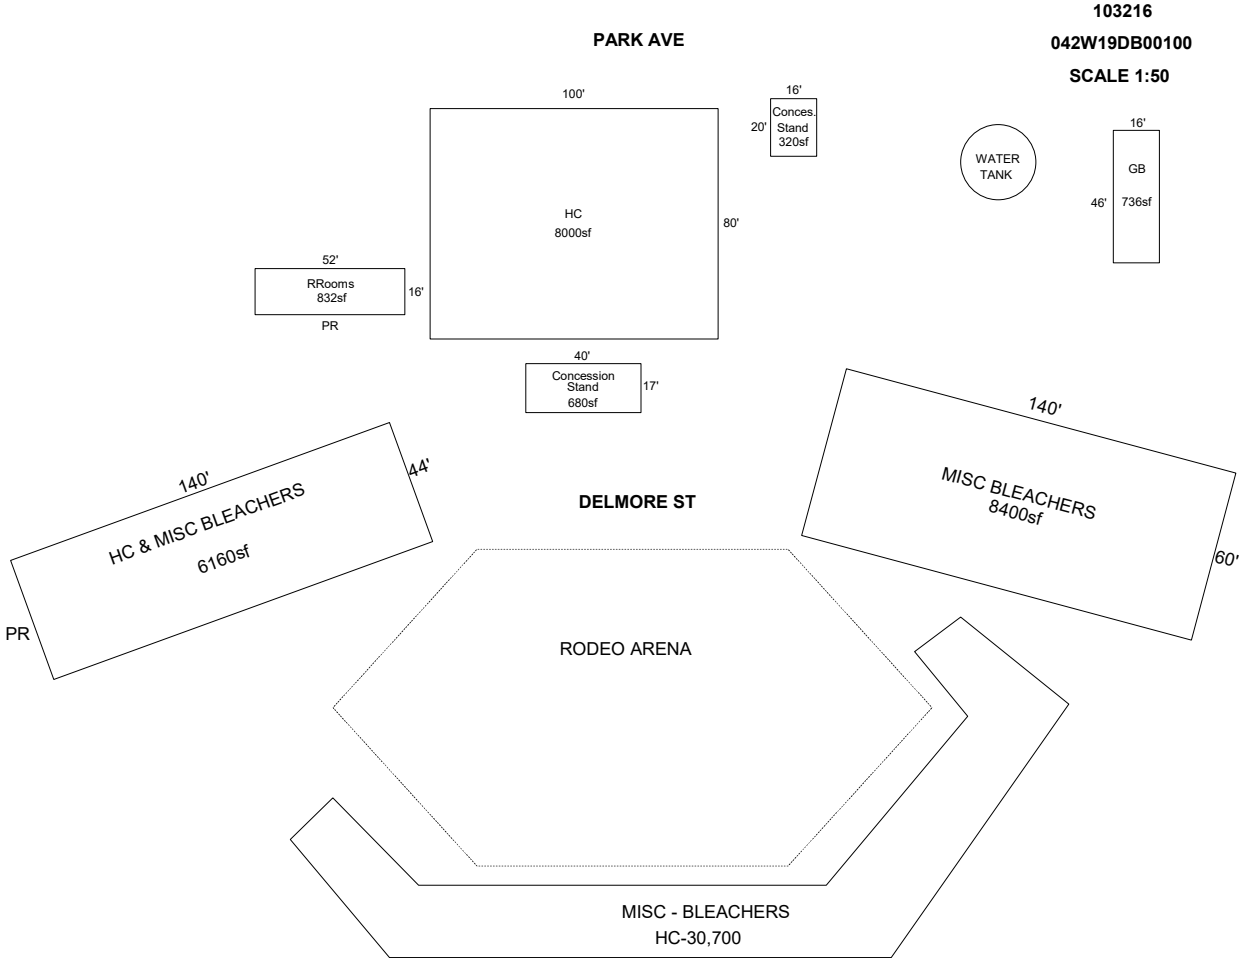 103216
PARK AVE
042W19DB00100
SCALE 1:50
100'
16'
20'
Conces.
Stand
320sf
16'
WATER
TANK
GB
46'
736sf
HC
8000sf
80'
52'
RRooms
832sf
16'
PR
40'
Concession
Stand
680sf
17'
140'
44'
HC & MISC BLEACHERS
6160sf
PR
DELMORE ST
140'
MISC BLEACHERS
8400sf
60'
RODEO ARENA
MISC - BLEACHERS
HC-30,700